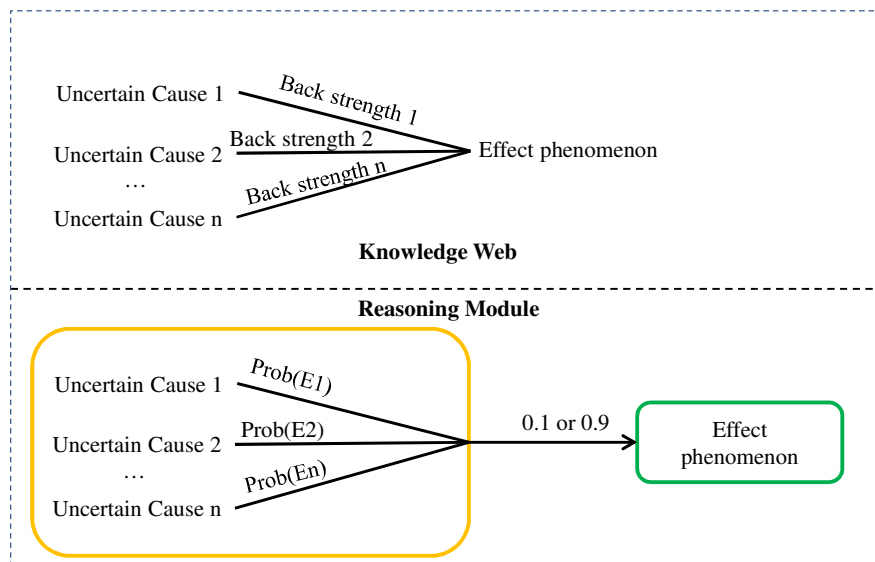 Uncertain Cause 1
Back strength 1
Uncertain Cause 2
Back strength 2
Effect phenomenon
…
Back strength n
Uncertain Cause n
Knowledge Web
Reasoning Module
Uncertain Cause 1
Prob(E1)
Uncertain Cause 2
Prob(E2)
0.1 or 0.9
Effect
phenomenon
…
Prob(En)
Uncertain Cause n